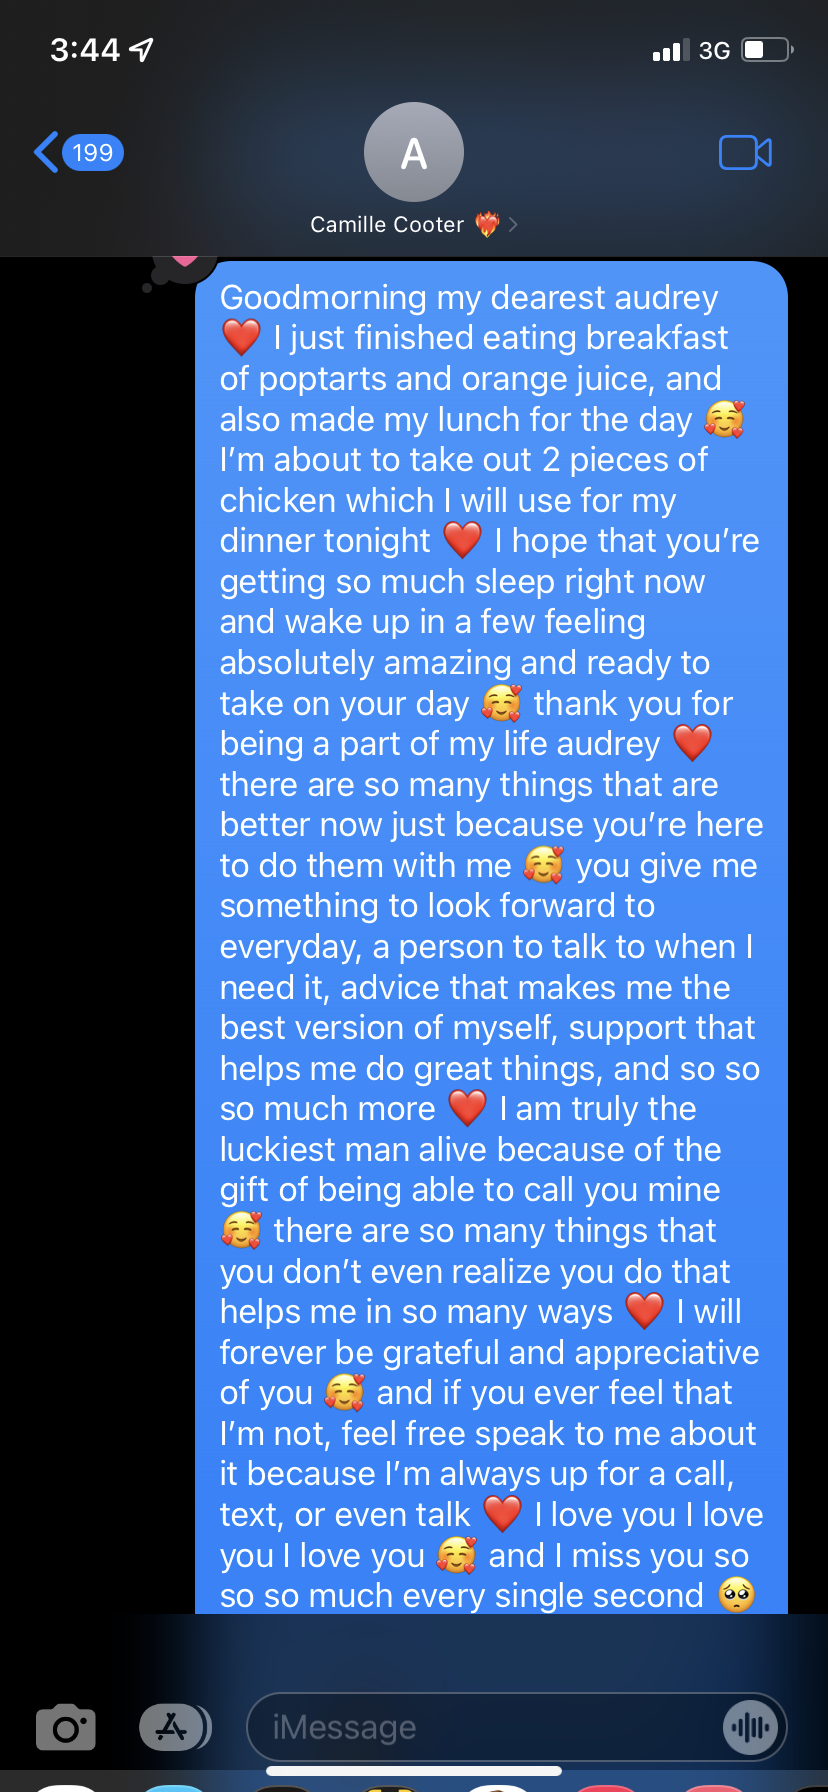 3:44
3G
199
A
Camille Cooter ❤️‍🔥
Goodmorning my dearest audrey
❤️ I just finished eating breakfast
of poptarts and orange juice, and
also made my lunch for the day 🥰
I'm about to take out 2 pieces of
chicken which I will use for my
dinner tonight ❤️ I hope that you're
getting so much sleep right now
and wake up in a few feeling
absolutely amazing and ready to
take on your day 🥰 thank you for
being a part of my life audrey ❤️
there are so many things that are
better now just because you're here
to do them with me 🥰 you give me
something to look forward to
everyday, a person to talk to when I
need it, advice that makes me the
best version of myself, support that
helps me do great things, and so so
so much more ❤️ I am truly the
luckiest man alive because of the
gift of being able to call you mine
🥰 there are so many things that
you don't even realize you do that
helps me in so many ways ❤️ I will
forever be grateful and appreciative
of you 🥰 and if you ever feel that
I'm not, feel free speak to me about
it because I'm always up for a call,
text, or even talk ❤️ I love you I love
you I love you 🥰 and I miss you so
so so much every single second 🥺
iMessage